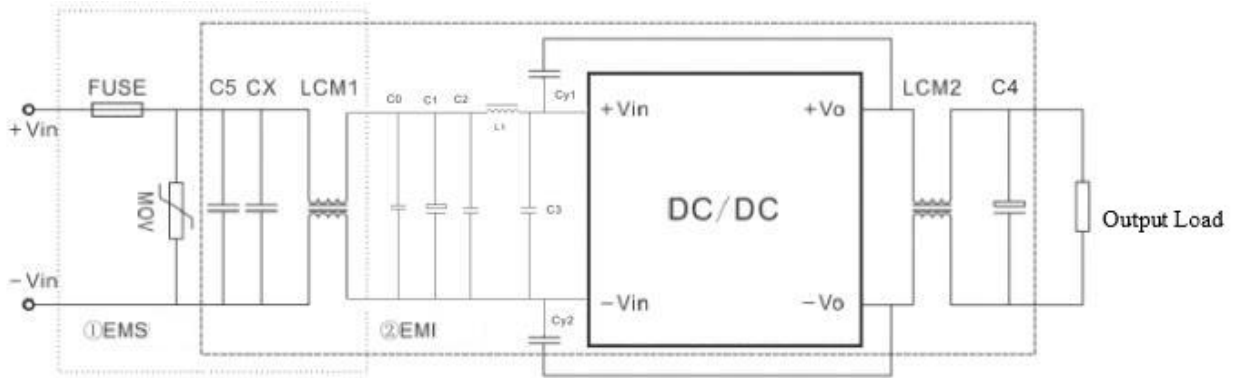 FUSE
C5
CX
LCM1
C0
C1
C2
L1
Cy1
+Vin
+Vo
LCM2
C4
+Vin
MOV
C3
DC/DC
Output Load
−Vin
−Vin
−Vo
①EMS
②EMI
Cy2